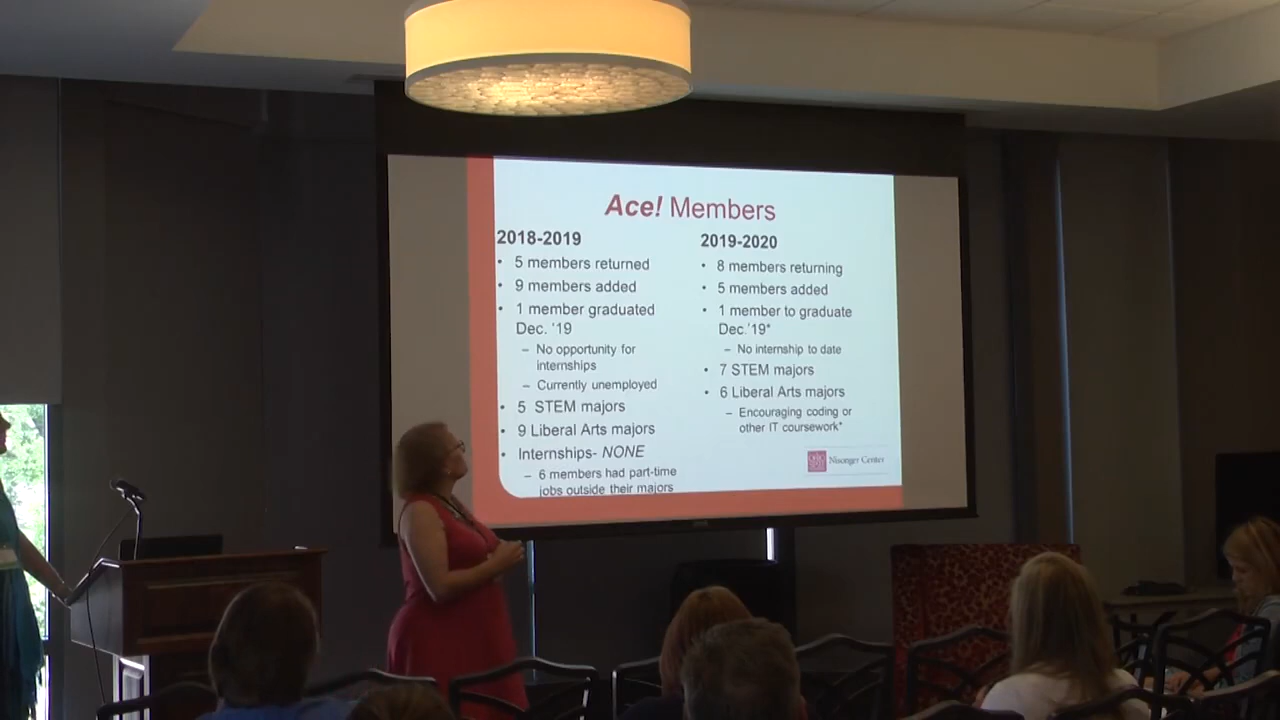 Ace! Members
2018-2019
• 5 members returned
• 9 members added
• 1 member graduated
Dec. '19
– No opportunity for
internships
– Currently unemployed
• 5 STEM majors
• 9 Liberal Arts majors
• Internships- NONE
– 6 members had part-time
jobs outside their majors
2019-2020
• 8 members returning
• 5 members added
• 1 member to graduate
Dec.'19*
– No internship to date
• 7 STEM majors
• 6 Liberal Arts majors
– Encouraging coding or
other IT coursework*
Nisonger Center